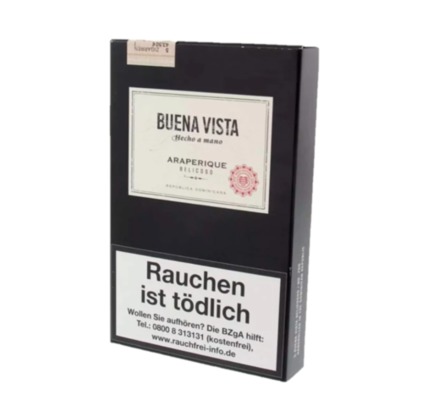 BUENA VISTA
Hecho a mano
ARAPERIQUE
BELICOSO
REPUBLICA DOMINICANA
Rauchen
ist tödlich
Wollen Sie aufhören? Die BZgA hilft:
Tel.: 0800 8 313131 (kostenfrei),
www.rauchfrei-info.de